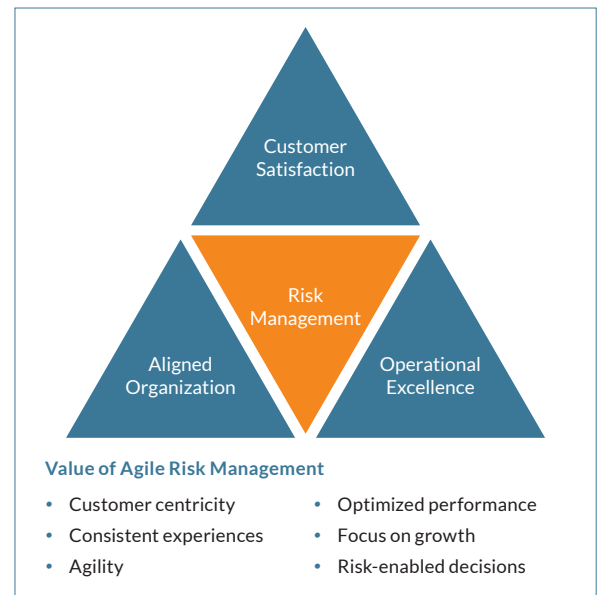 Customer
Satisfaction
Risk
Management
Aligned
Organization
Operational
Excellence
Value of Agile Risk Management
• Customer centricity
• Consistent experiences
• Agility
• Optimized performance
• Focus on growth
• Risk-enabled decisions